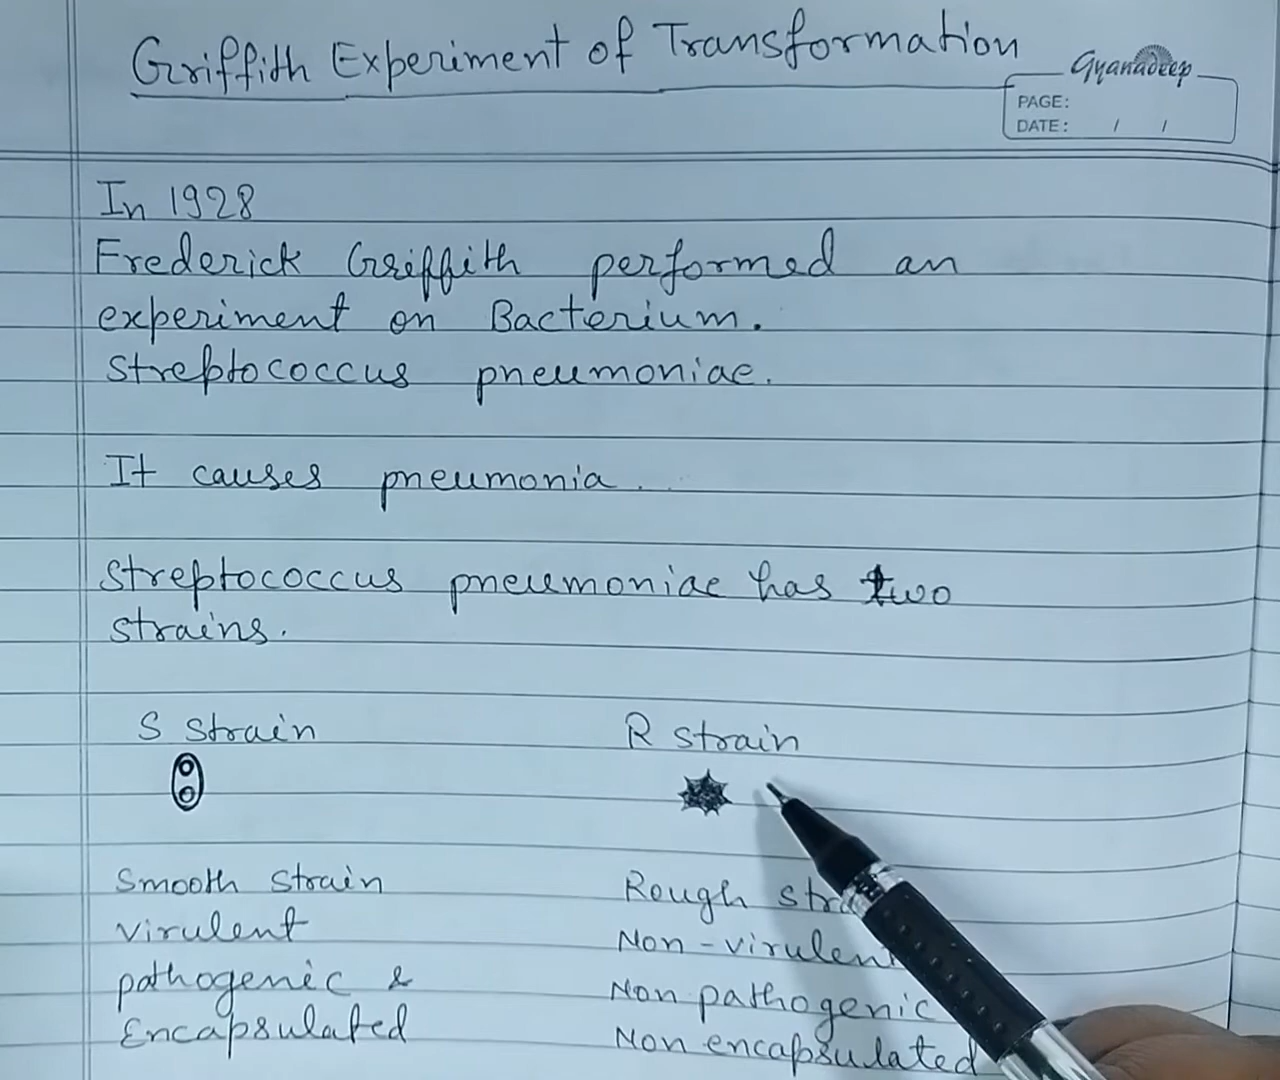 Griffith Experiment of Transformation
Gyanadeep
PAGE:
DATE: / /
In 1928
Frederick Griffith performed an
experiment on Bacterium.
Streptococcus pneumoniae.
It causes pneumonia.
Streptococcus pneumoniae has two
strains.
S Strain
R strain
Smooth Strain
Virulent
pathogenic &
Encapsulated
Rough stra
Non-virulent
Non pathogenic
Non encapsulated